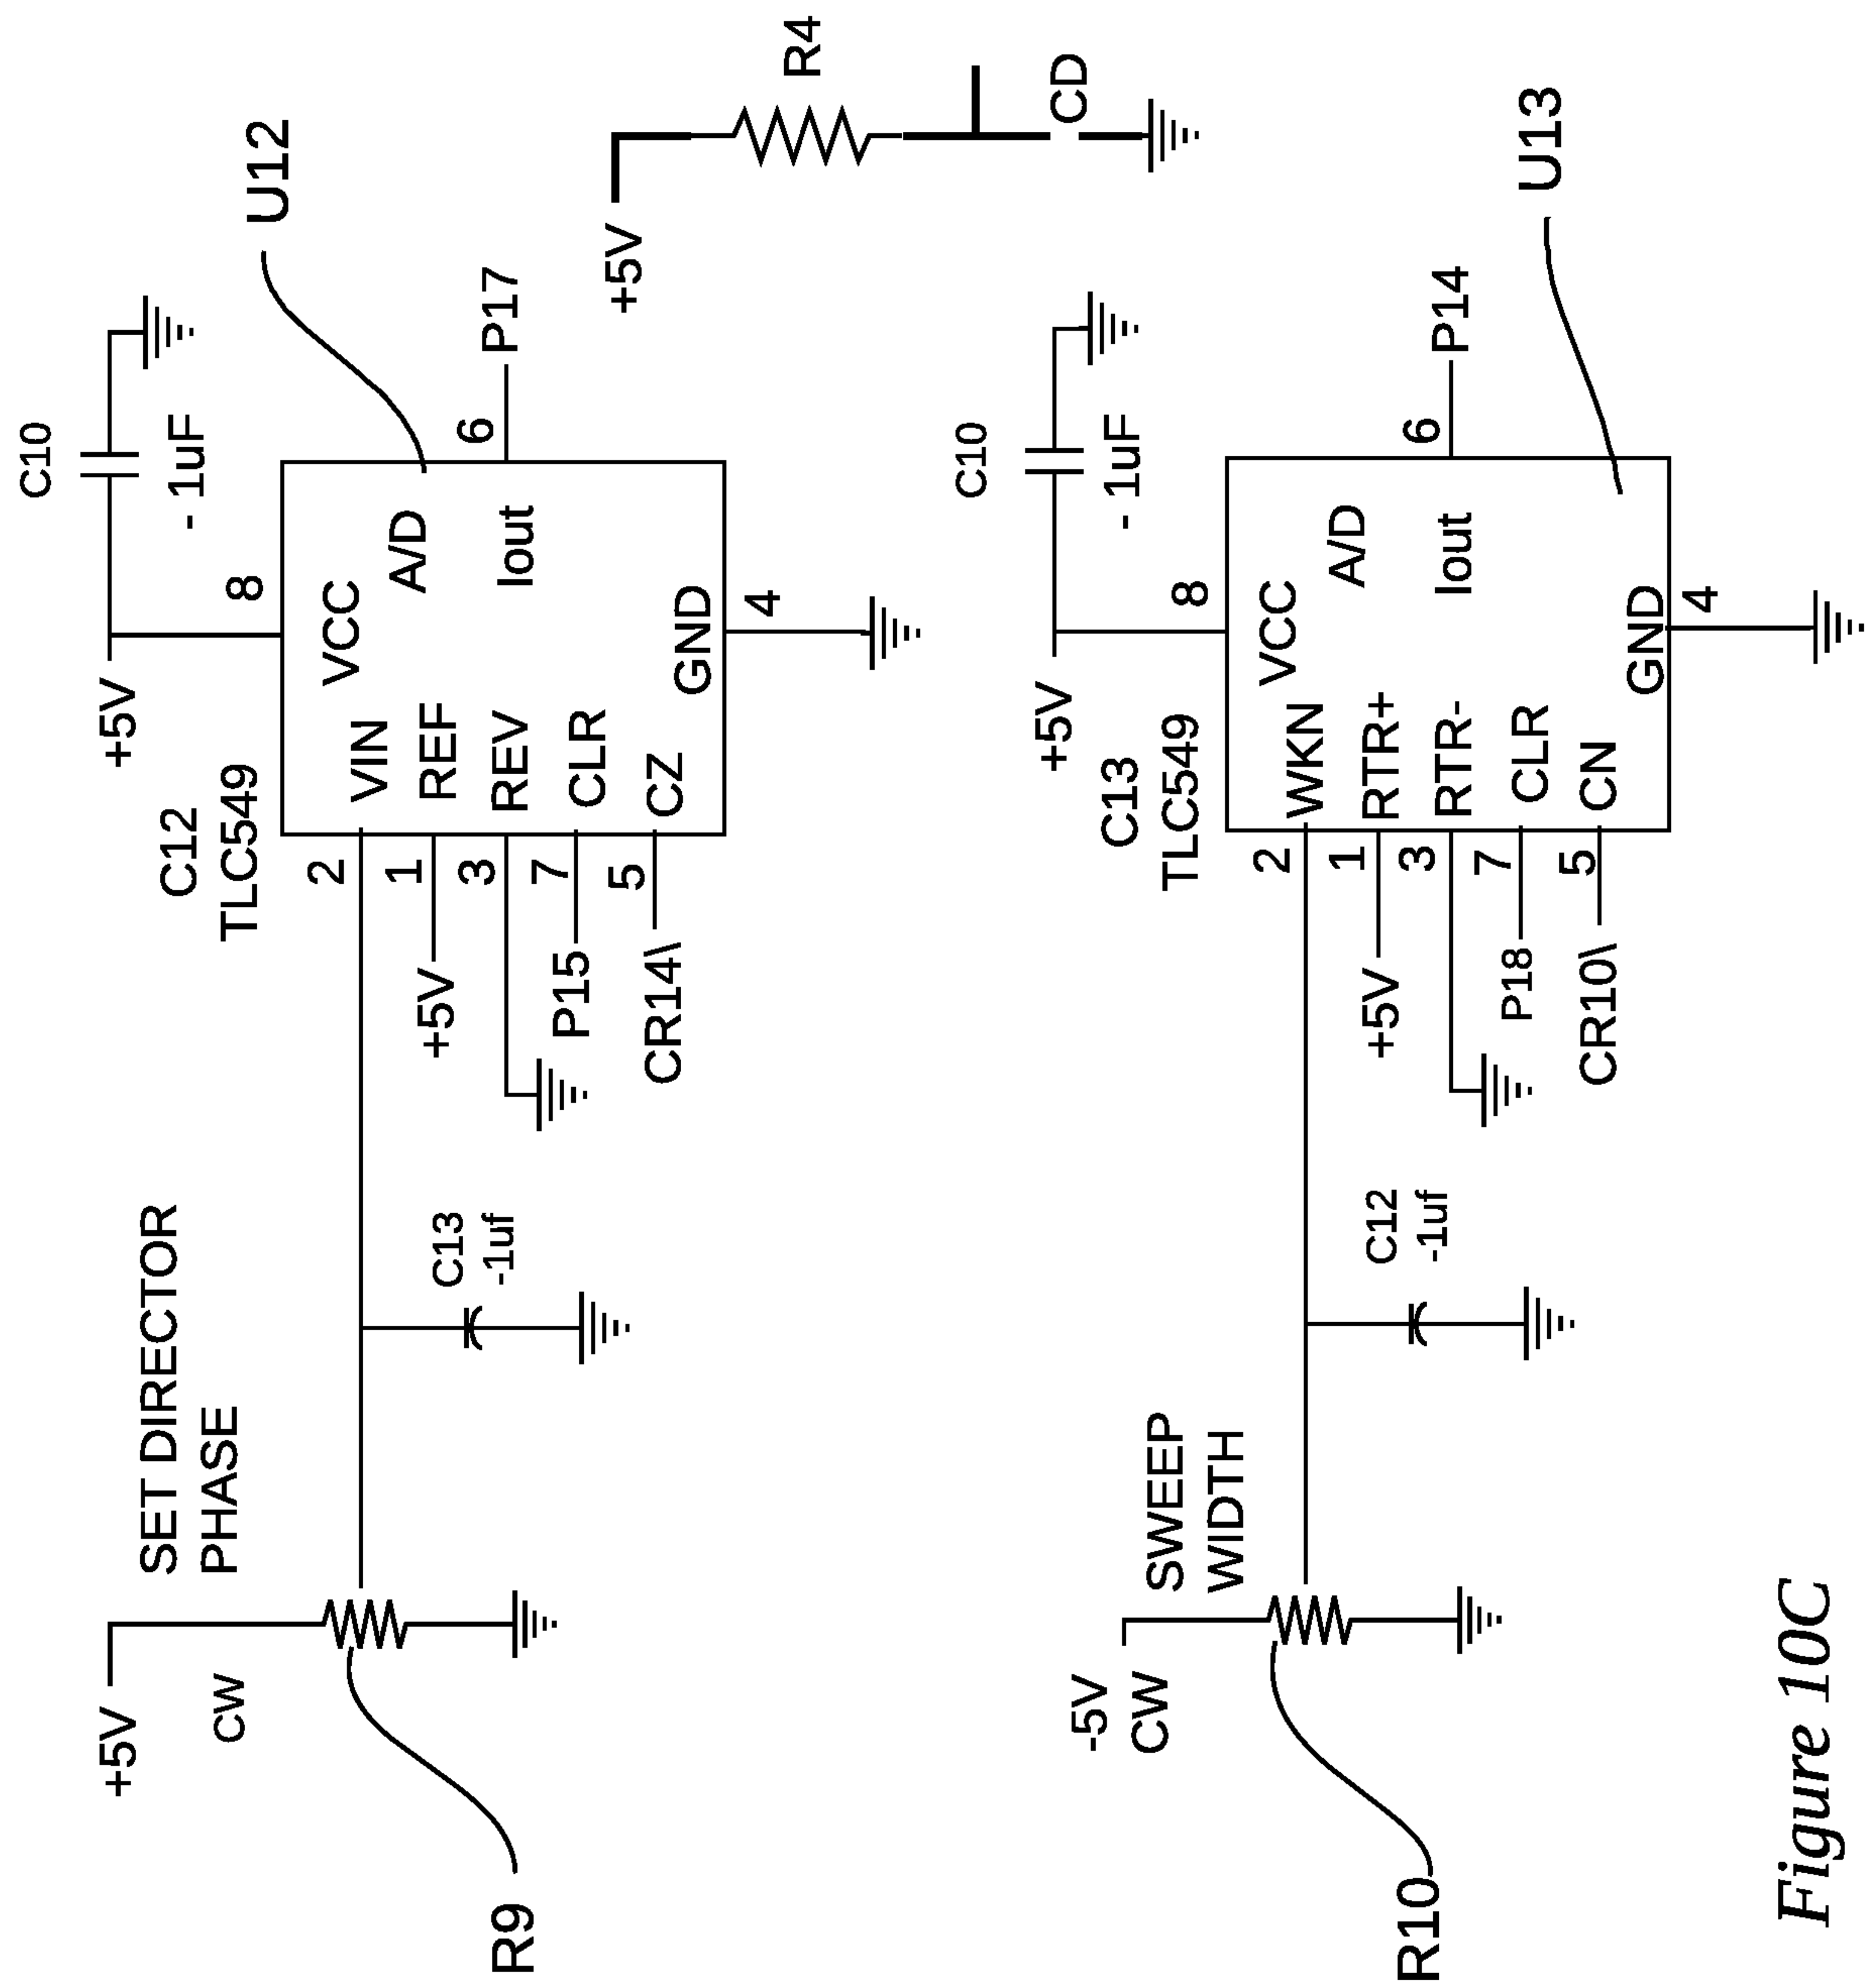 +5V
C10
- 1uF
C12
TLC549
8
U12
SET DIRECTOR
PHASE
CW
2
VIN
VCC
A/D
1
REF
+5V
3
REV
Iout
6
P17
7
CLR
P15
5
CZ
CR14\
GND
4
C13
-1uf
R9
+5V
+5V
R4
CD
+5V
C10
- 1uF
C13
TLC549
8
-5V
CW
SWEEP
WIDTH
2
WKN
VCC
A/D
1
RTR+
+5V
3
RTR-
Iout
6
P14
7
CLR
P18
5
CN
CR10\
GND
4
U13
C12
-1uf
R10
Figure 10C